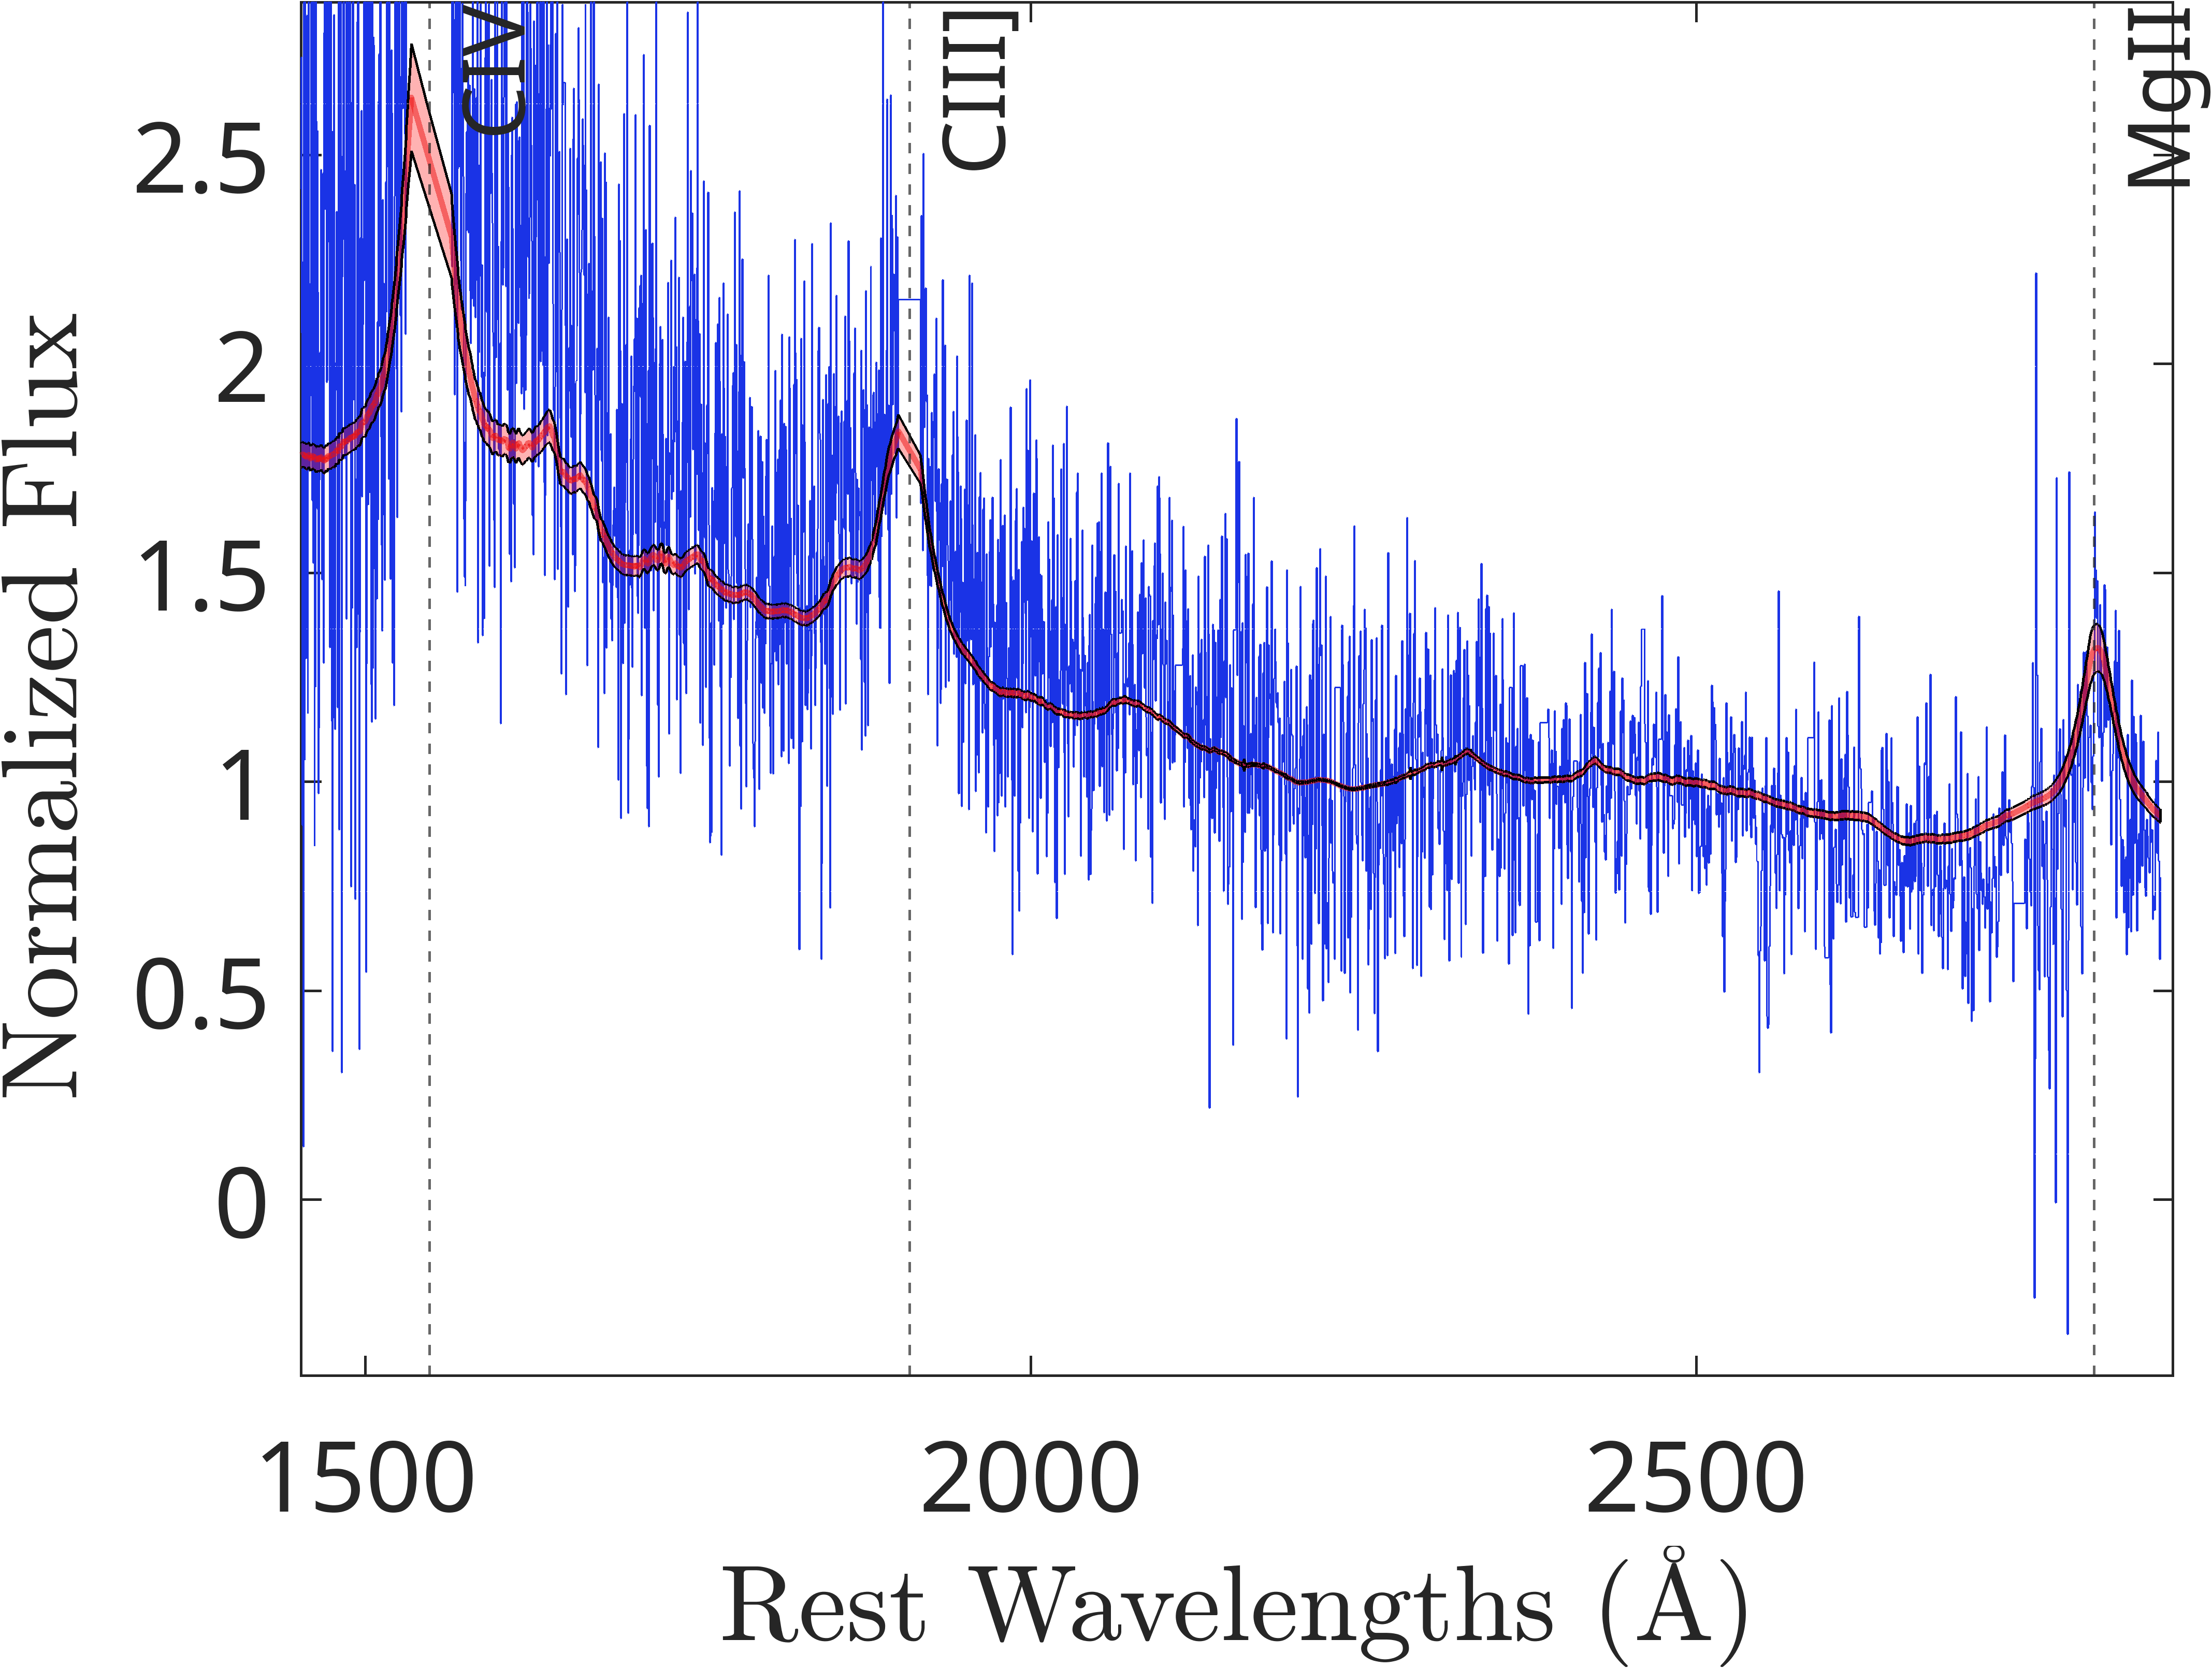 CIV
CIII]
MgII
2.5
2
1.5
1
0.5
0
Normalized Flux
1500
2000
2500
Rest Wavelengths (Å)